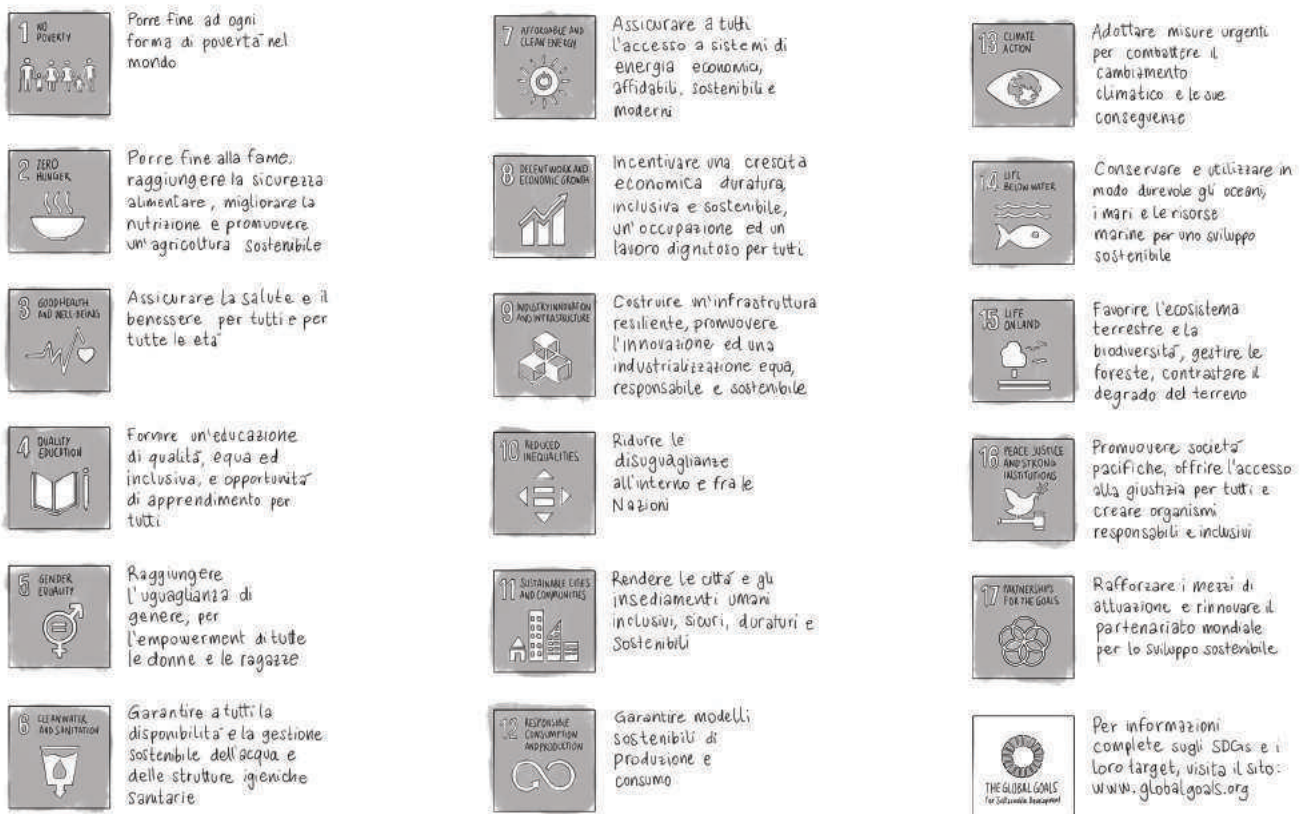 1 NO
POVERTY
Porre fine ad ogni
forma di povertà nel
mondo
2 ZERO
HUNGER
Porre fine alla fame,
raggiungere la sicurezza
alimentare, migliorare la
nutrizione e promuovere
un'agricoltura sostenibile
3 GOOD HEALTH
AND WELL-BEING
Assicurare la salute e il
benessere per tutti e per
tutte le età
4 QUALITY
EDUCATION
Fornire un'educazione
di qualità, equa ed
inclusiva, e opportunità
di apprendimento per
tutti
5 GENDER
EQUALITY
Raggiungere
l'uguaglianza di
genere, per
l'empowerment di tutte
le donne e le ragazze
6 CLEAN WATER
AND SANITATION
Garantire a tutti la
disponibilità e la gestione
sostenibile dell'acqua e
delle strutture igieniche
sanitarie
7 AFFORDABLE AND
CLEAN ENERGY
Assicurare a tutti
l'accesso a sistemi di
energia economici,
affidabili, sostenibili e
moderni
8 DECENT WORK AND
ECONOMIC GROWTH
Incentivare una crescita
economica duratura,
inclusiva e sostenibile,
un'occupazione ed un
lavoro dignitoso per tutti
9 INDUSTRY INNOVATION
AND INFRASTRUCTURE
Costruire un'infrastruttura
resiliente, promuovere
l'innovazione ed una
industrializzazione equa,
responsabile e sostenibile
10 REDUCED
INEQUALITIES
Ridurre le
disuguaglianze
all'interno e fra le
Nazioni
11 SUSTAINABLE CITIES
AND COMMUNITIES
Rendere le città e gli
insediamenti umani
inclusivi, sicuri, duraturi e
Sostenibili
12 RESPONSIBLE
CONSUMPTION
AND PRODUCTION
Garantire modelli
sostenibili di
produzione e
consumo
13 CLIMATE
ACTION
Adottare misure urgenti
per combattere il
cambiamento
climatico e le sue
conseguenze
14 LIFE
BELOW WATER
Conservare e utilizzare in
modo durevole gli oceani,
i mari e le risorse
marine per uno sviluppo
sostenibile
15 LIFE
ON LAND
Favorire l'ecosistema
terrestre e la
biodiversità, gestire le
foreste, contrastare il
degrado del terreno
16 PEACE JUSTICE
AND STRONG
INSTITUTIONS
Promuovere società
pacifiche, offrire l'accesso
alla giustizia per tutti e
creare organismi
responsabili e inclusivi
17 PARTNERSHIPS
FOR THE GOALS
Rafforzare i mezzi di
attuazione e rinnovare il
partenariato mondiale
per lo sviluppo sostenibile
THE GLOBAL GOALS
For Sustainable Development
Per informazioni
complete sugli SDGs e i
loro target, visita il sito:
www.globalgoals.org